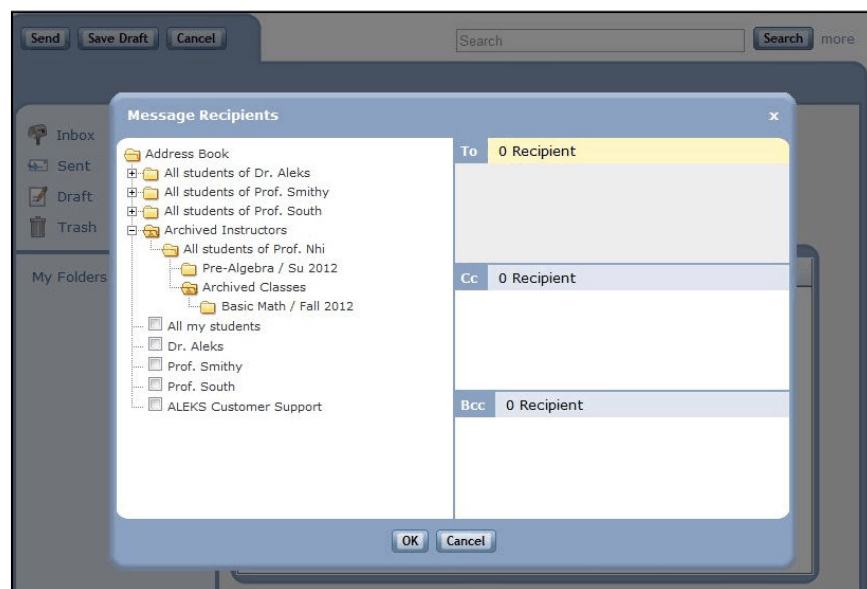 Send Save Draft Cancel Search Search more
Message Recipients x
Inbox
Sent
Draft
Trash
My Folders
Address Book
All students of Dr. Aleks
All students of Prof. Smithy
All students of Prof. South
Archived Instructors
All students of Prof. Nhi
Pre-Algebra / Su 2012
Archived Classes
Basic Math / Fall 2012
All my students
Dr. Aleks
Prof. Smithy
Prof. South
ALEKS Customer Support
To 0 Recipient
Cc 0 Recipient
Bcc 0 Recipient
OK Cancel